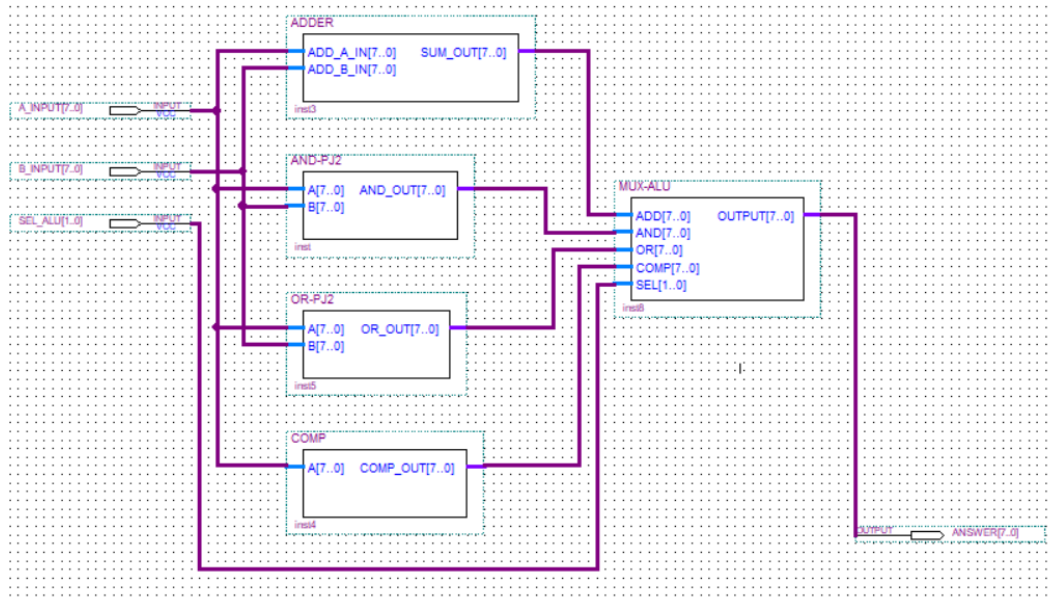 ADDER
ADD_A_IN[7..0] SUM_OUT[7..0]
ADD_B_IN[7..0]
inst3
A_INPUT[7..0] INPUT
VCC
B_INPUT[7..0] INPUT
VCC
SEL_ALU[1..0] INPUT
VCC
AND-PJ2
A[7..0] AND_OUT[7..0]
B[7..0]
inst
OR-PJ2
A[7..0] OR_OUT[7..0]
B[7..0]
inst5
COMP
A[7..0] COMP_OUT[7..0]
inst4
MUX-ALU
ADD[7..0] OUTPUT[7..0]
AND[7..0]
OR[7..0]
COMP[7..0]
SEL[1..0]
inst6
OUTPUT ANSWER[7..0]